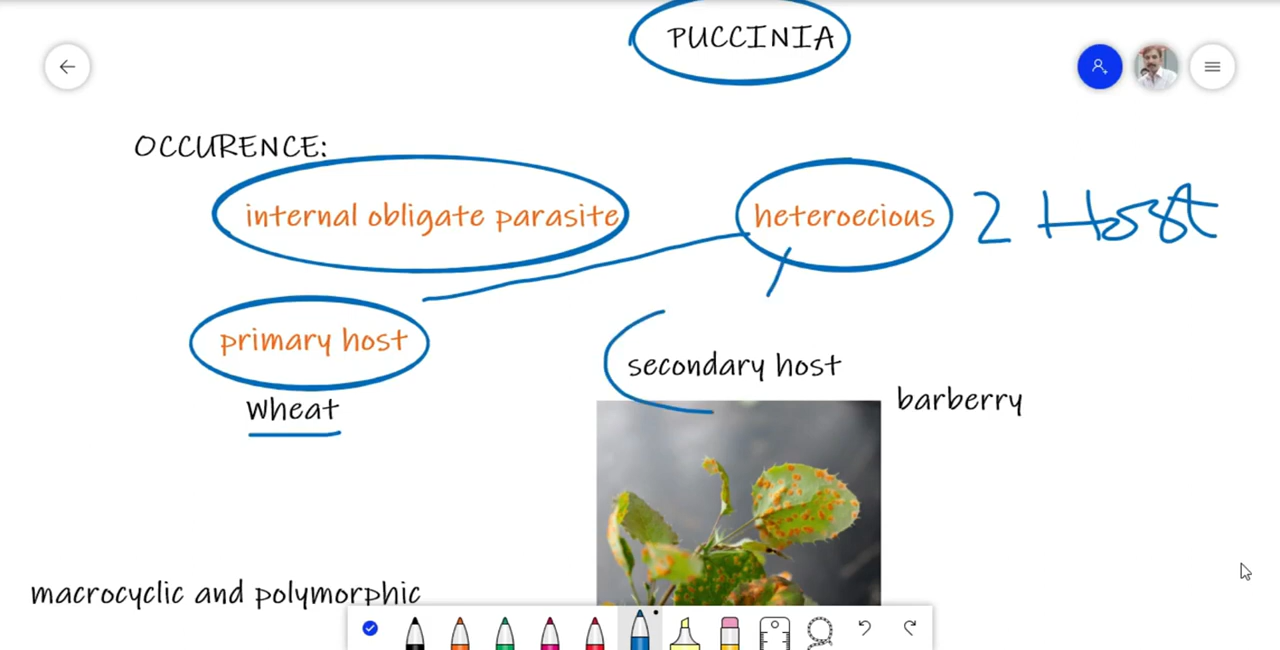 PUCCINIA
OCCURENCE:
internal obligate parasite
heteroecious
2 Host
primary host
secondary host
Wheat
barberry
macrocyclic and polymorphic